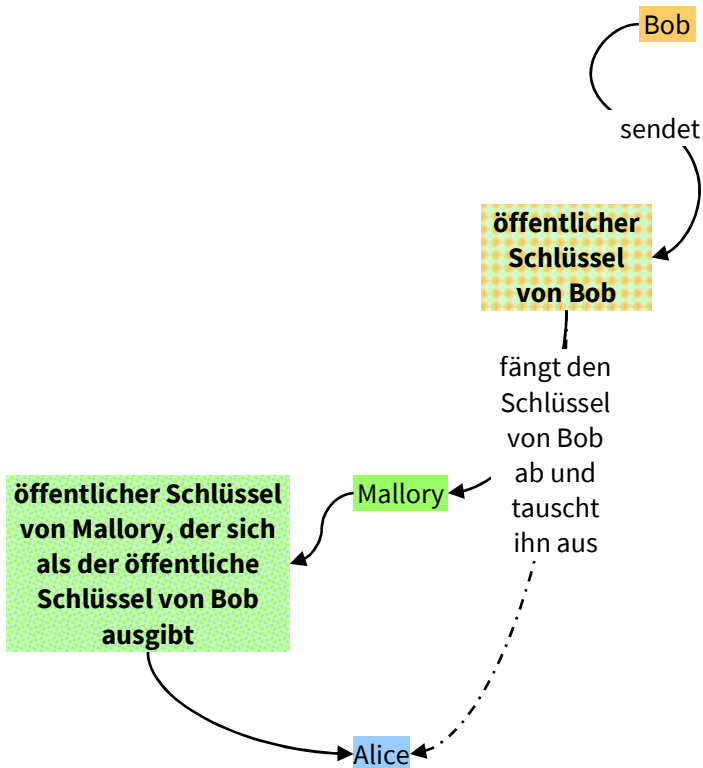 Bob
sendet
öffentlicher
Schlüssel
von Bob
fängt den
Schlüssel
von Bob
ab und
tauscht
ihn aus
Mallory
öffentlicher Schlüssel
von Mallory, der sich
als der öffentliche
Schlüssel von Bob
ausgibt
Alice